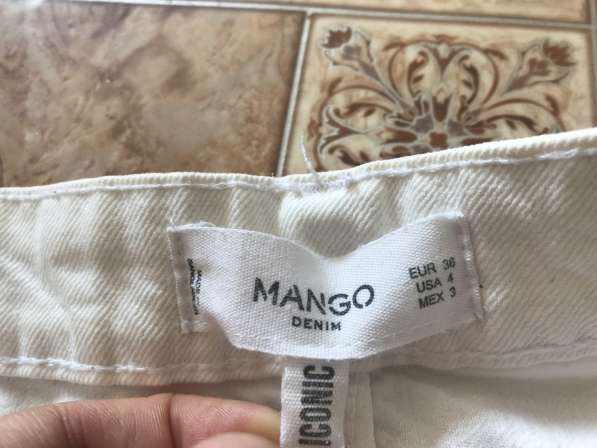 MANGO
DENIM
EUR 36
USA 4
MEX 3
ICONIC